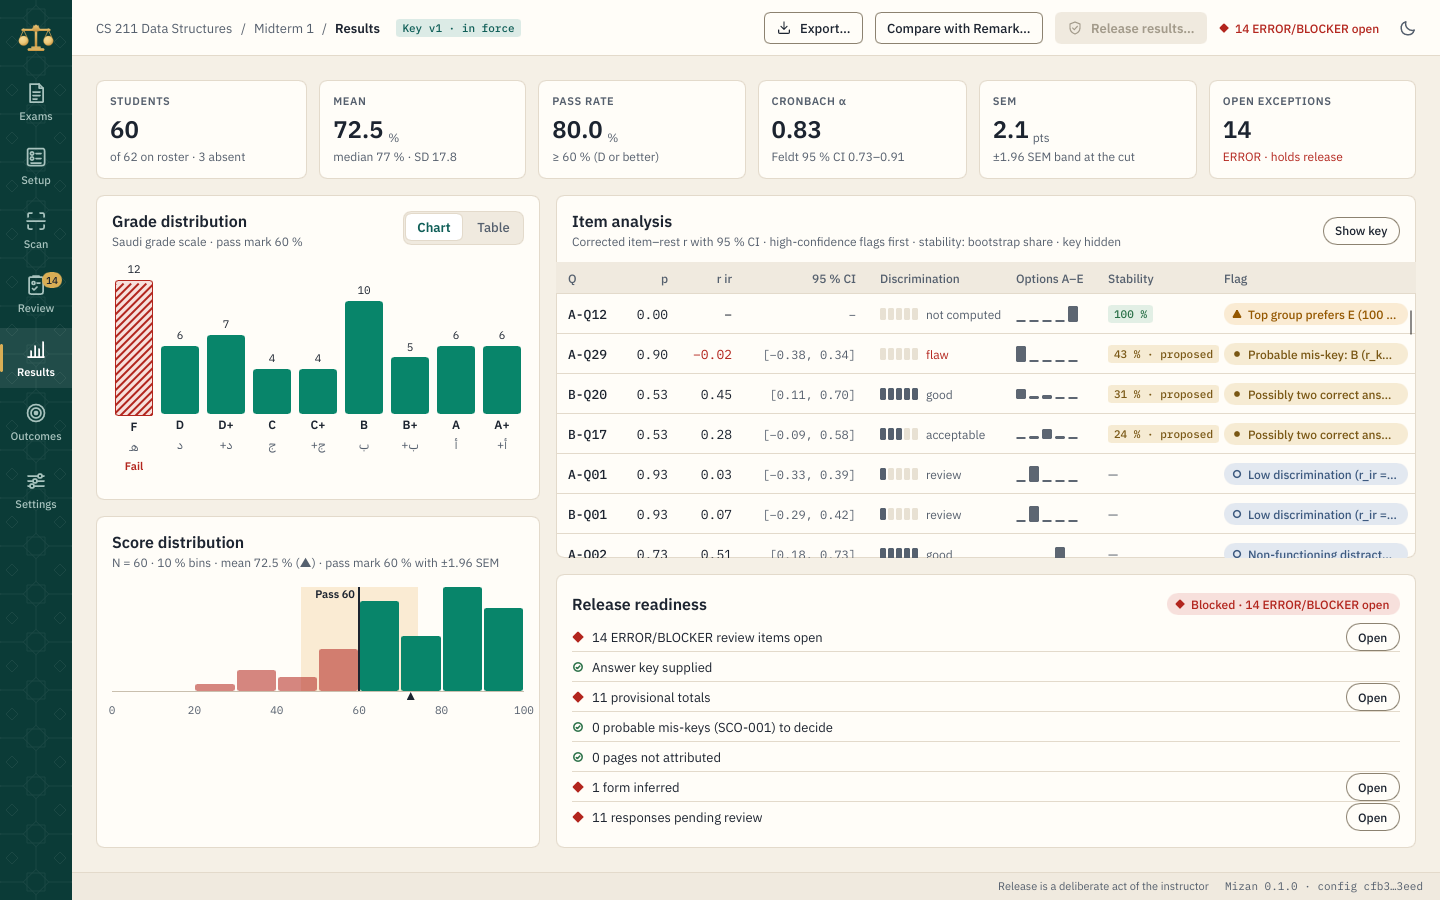 CS 211 Data Structures / Midterm 1 / Results Key v1 · in force Export... Compare with Remark... Release results... 14 ERROR/BLOCKER open
Exams
Setup
Scan
14
Review
Results
Outcomes
Settings
STUDENTS
60
of 62 on roster · 3 absent
MEAN
72.5 %
median 77 % · SD 17.8
PASS RATE
80.0 %
≥ 60 % (D or better)
CRONBACH α
0.83
Feldt 95 % CI 0.73–0.91
SEM
2.1 pts
±1.96 SEM band at the cut
OPEN EXCEPTIONS
14
ERROR · holds release
Grade distribution
Saudi grade scale · pass mark 60 %
Chart Table
12 6 7 4 4 10 5 6 6
F D D+ C C+ B B+ A A+
هـ د د+ ج ج+ ب ب+ أ أ+
Fail
Score distribution
N = 60 · 10 % bins · mean 72.5 % (▲) · pass mark 60 % with ±1.96 SEM
Pass 60
0 20 40 60 80 100
Item analysis
Corrected item–rest r with 95 % CI · high-confidence flags first · stability: bootstrap share · key hidden
Show key
Q p r ir 95 % CI Discrimination Options A–E Stability Flag
A-Q12 0.00 – – not computed 100 % Top group prefers E (100 ...
A-Q29 0.90 −0.02 [−0.38, 0.34] flaw 43 % · proposed Probable mis-key: B (r_k...
B-Q20 0.53 0.45 [0.11, 0.70] good 31 % · proposed Possibly two correct ans...
B-Q17 0.53 0.28 [−0.09, 0.58] acceptable 24 % · proposed Possibly two correct ans...
A-Q01 0.93 0.03 [−0.33, 0.39] review — Low discrimination (r_ir =...
B-Q01 0.93 0.07 [−0.29, 0.42] review — Low discrimination (r_ir =...
A-Q02 0.73 0.51 [0.18, 0.73] good — Non-functioning distract...
Release readiness
Blocked · 14 ERROR/BLOCKER open
14 ERROR/BLOCKER review items open Open
Answer key supplied
11 provisional totals Open
0 probable mis-keys (SCO-001) to decide
0 pages not attributed
1 form inferred Open
11 responses pending review Open
Release is a deliberate act of the instructor Mizan 0.1.0 · config cfb3…3eed